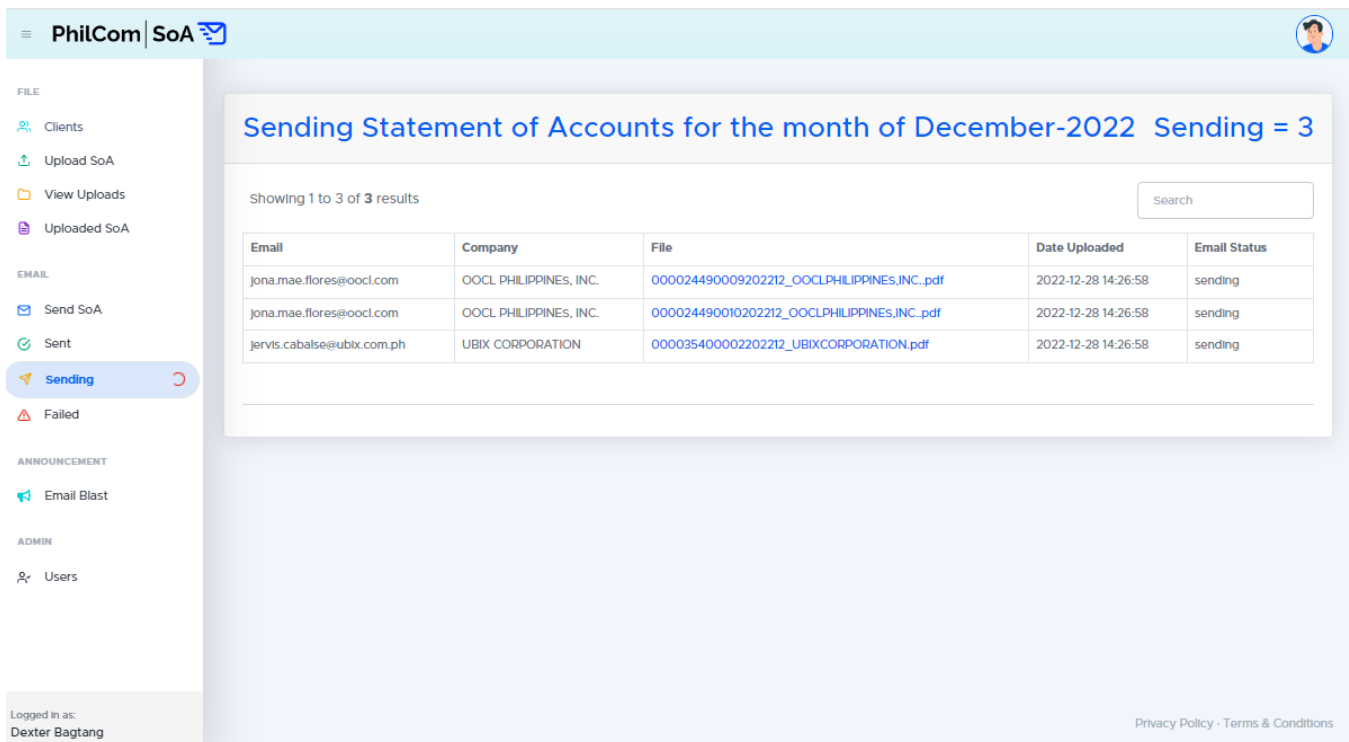 PhilCom SoA
FILE
Clients
Upload SoA
View Uploads
Uploaded SoA
EMAIL
Send SoA
Sent
Sending
Failed
ANNOUNCEMENT
Email Blast
ADMIN
Users
Logged in as:
Dexter Bagtang
Sending Statement of Accounts for the month of December-2022 Sending = 3
Showing 1 to 3 of 3 results
Search
Email Company File Date Uploaded Email Status
jona.mae.flores@oocl.com OOCL PHILIPPINEs, INC. 000024490009202212_OOCLPHILIPPINEs,INC..pdf 2022-12-28 14:26:58 sending
jona.mae.flores@oocl.com OOCL PHILIPPINEs, INC. 000024490010202212_OOCLPHILIPPINEs,INC..pdf 2022-12-28 14:26:58 sending
jervis.cabalse@ubix.com.ph UBIX CORPORATION 000035400002202212_UBIXCORPORATION.pdf 2022-12-28 14:26:58 sending
Privacy Policy · Terms & Conditions